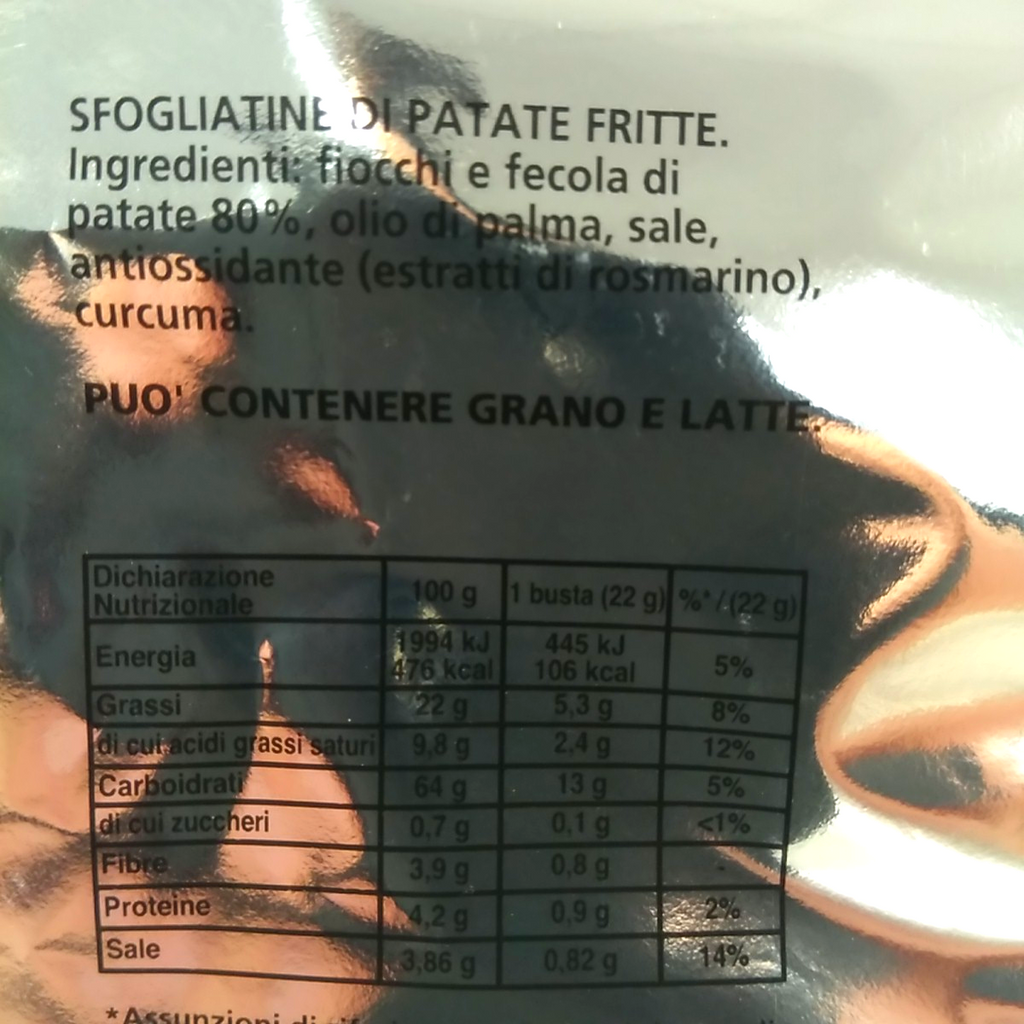 SFOGLIATINE DI PATATE FRITTE.
Ingredienti: fiocchi e fecola di
patate 80%, olio di palma, sale,
antiossidante (estratti di rosmarino),
curcuma.
PUO' CONTENERE GRANO E LATTE.
Dichiarazione Nutrizionale 100 g 1 busta (22 g) %*/(22 g)
Energia 1994 kJ 476 kcal 445 kJ 106 kcal 5%
Grassi 22 g 5,3 g 8%
di cui acidi grassi saturi 9,8 g 2,4 g 12%
Carboidrati 64 g 13 g 5%
di cui zuccheri 0,7 g 0,1 g <1%
Fibre 3,9 g 0,8 g -
Proteine 4,2 g 0,9 g 2%
Sale 3,86 g 0,82 g 14%
*Assunzioni di